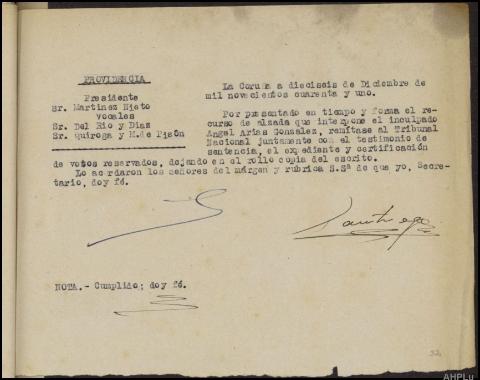 PROVIDENCIA
Presidente
Sr. Martinez Nieto
Vocales
Sr. Del Rio y Diaz
Sr. Quiroga y M. de Pisón
La Coruña a dieciseis de Diciembre de
mil novecientos cuarenta y uno.
Por presentado en tiempo y forma el re-
curso de alzada que interpone el inculpado
Angel Arias Gonzalez, remítase al Tribunal
Nacional juntamente con el testimonio de
sentencia, el expediente y certificación
de votos reservados, dejando en el rollo copia del escrito.
Lo acordaron los señores del márgen y rubrica S.Sª de que yo, Secre-
tario, doy fé.
NOTA.- Cumplido; doy fé.
32
AHPLu